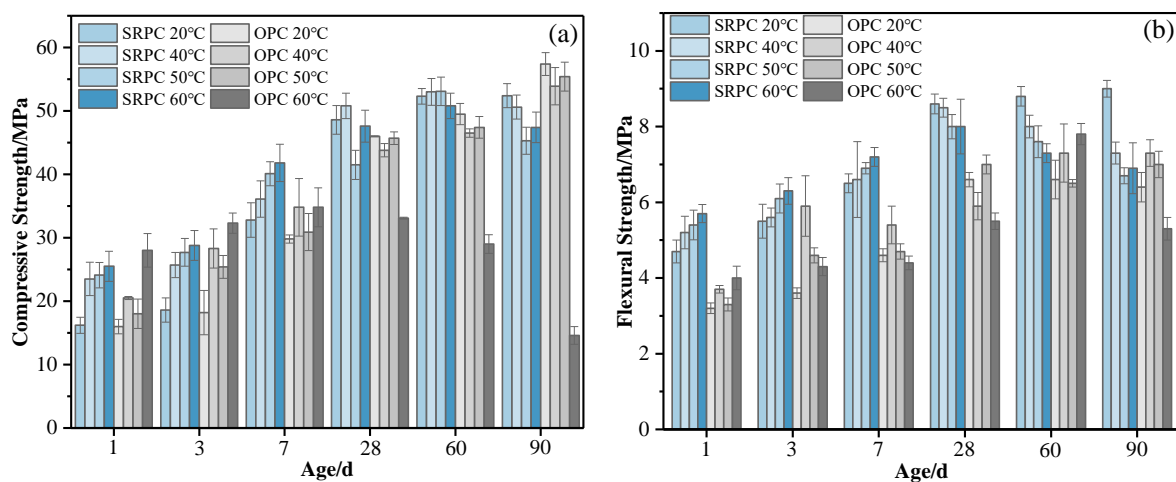 (a)
SRPC 20℃ OPC 20℃
SRPC 40℃ OPC 40℃
SRPC 50℃ OPC 50℃
SRPC 60℃ OPC 60℃
Compressive Strength/MPa
60
50
40
30
20
10
0
1 3 7 28 60 90
Age/d
(b)
SRPC 20℃ OPC 20℃
SRPC 40℃ OPC 40℃
SRPC 50℃ OPC 50℃
SRPC 60℃ OPC 60℃
Flexural Strength/MPa
10
8
6
4
2
0
1 3 7 28 60 90
Age/d